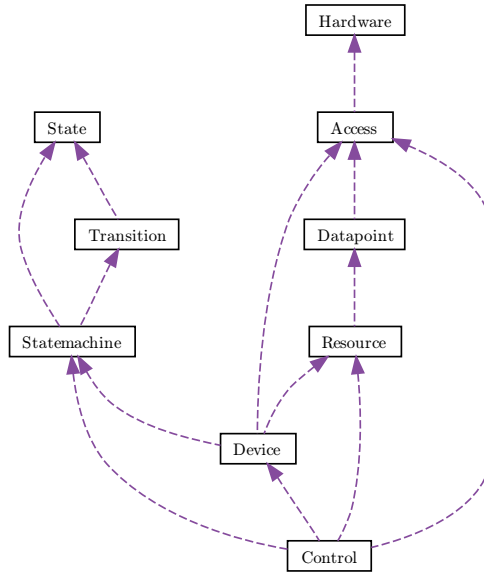 Hardware
State
Access
Transition
Datapoint
Statemachine
Resource
Device
Control